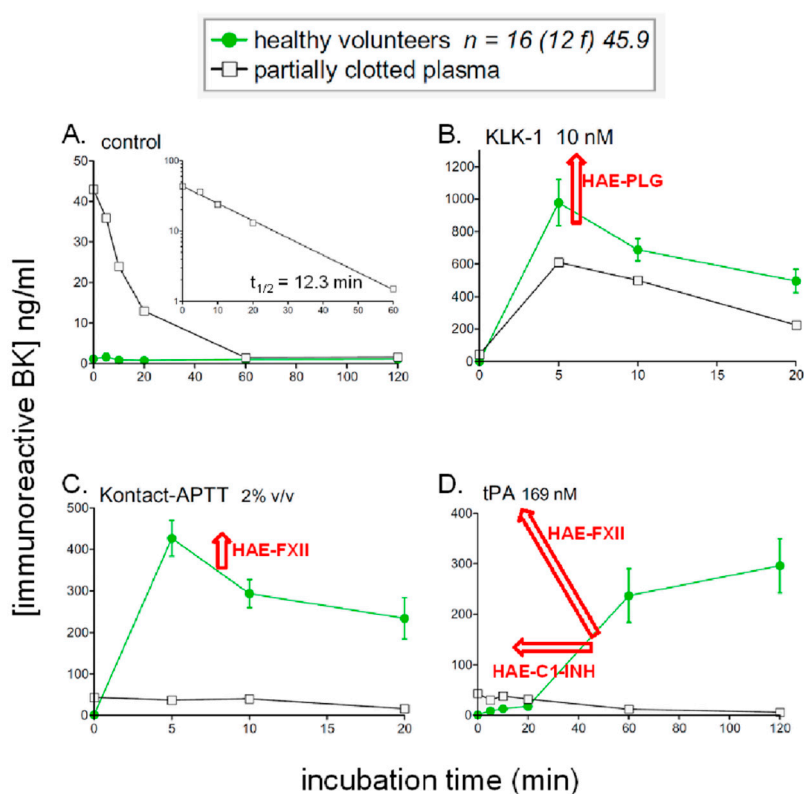 healthy volunteers n = 16 (12 f) 45.9
partially clotted plasma
A. control
50
40
30
20
10
0
0 20 40 60 80 100 120
100
10
1
0 10 20 30 40 50 60
t1/2 = 12.3 min
B. KLK-1 10 nM
1200
1000
800
600
400
200
0
0 5 10 15 20
HAE-PLG
[immunoreactive BK] ng/ml
C. Kontact-APTT 2% v/v
500
400
300
200
100
0
0 5 10 15 20
HAE-FXII
D. tPA 169 nM
400
300
200
100
0
0 20 40 60 80 100 120
HAE-FXII
HAE-C1-INH
incubation time (min)